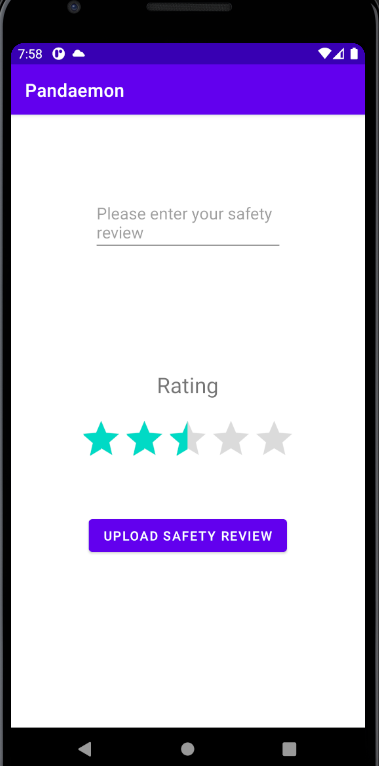 7:58
Pandaemon
Please enter your safety
review
Rating
UPLOAD SAFETY REVIEW